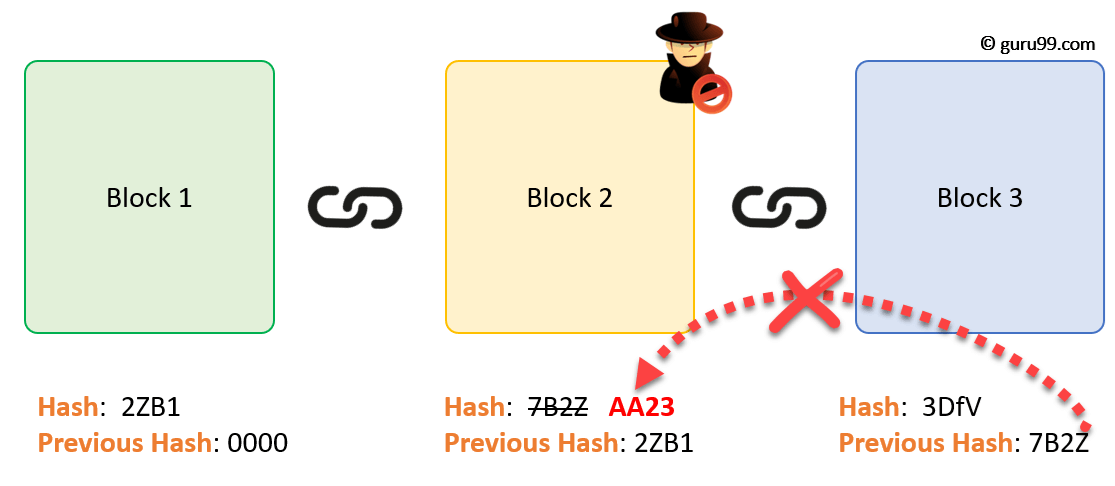 © guru99.com
Block 1
Block 2
Block 3
Hash: 2ZB1
Previous Hash: 0000
Hash: 7B2Z AA23
Previous Hash: 2ZB1
Hash: 3DfV
Previous Hash: 7B2Z